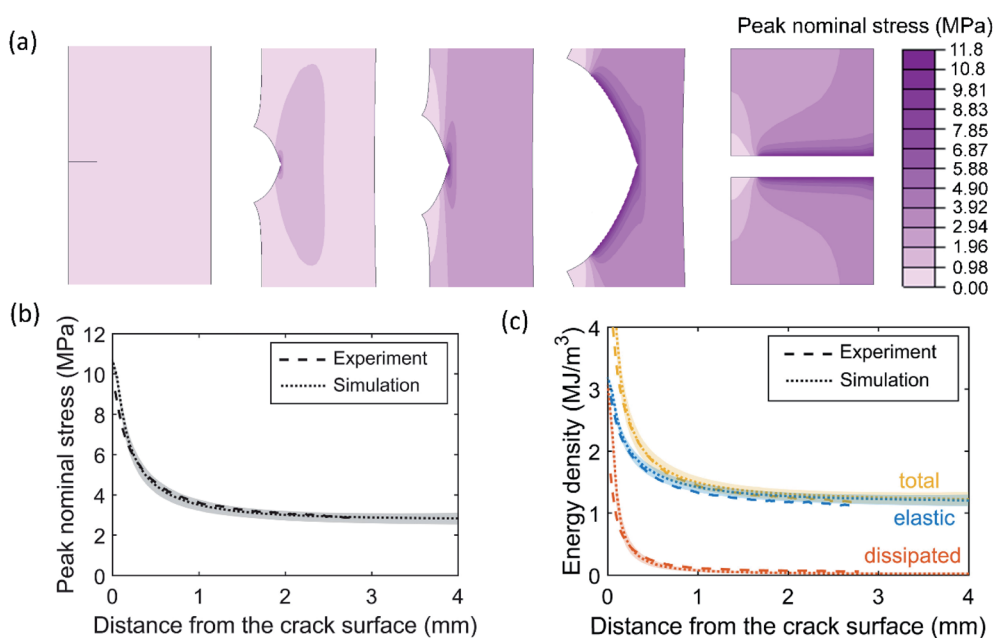 (a)
Peak nominal stress (MPa)
11.8
10.8
9.81
8.83
7.85
6.87
5.88
4.90
3.92
2.94
1.96
0.98
0.00
(b)
Peak nominal stress (MPa)
12
10
8
6
4
2
0
Experiment
Simulation
0 1 2 3 4
Distance from the crack surface (mm)
(c)
Energy density (MJ/m³)
4
3
2
1
0
Experiment
Simulation
total
elastic
dissipated
0 1 2 3 4
Distance from the crack surface (mm)